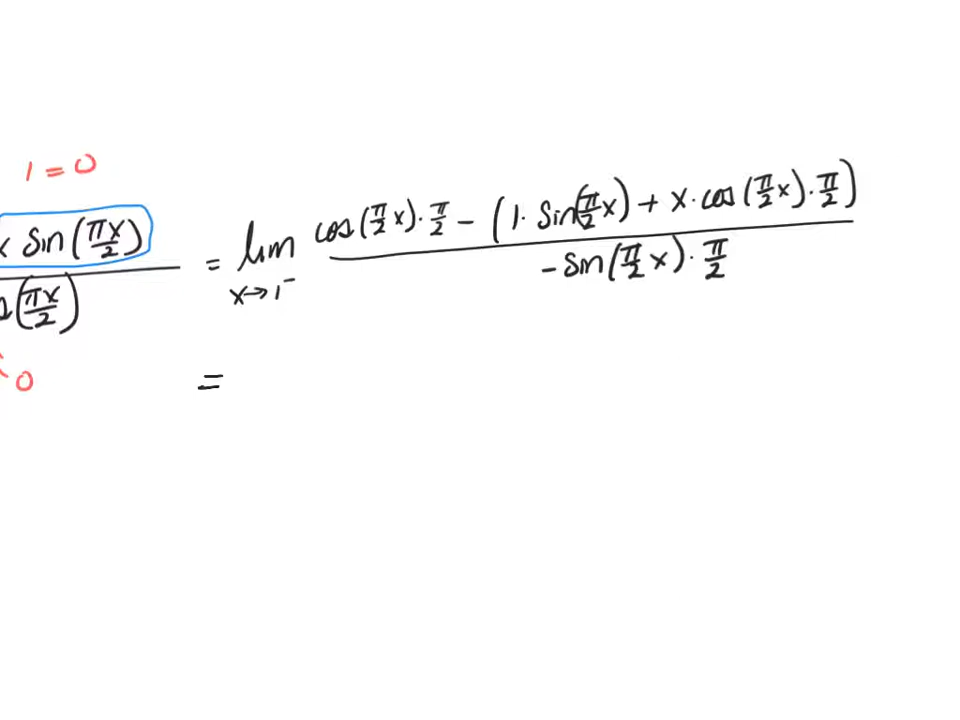 1 = 0
x sin(πx/2) = lim x→1⁻ cos(π/2 x)·π/2 − (1·sin(π/2 x) + x·cos(π/2 x)·π/2)
(πx/2) −sin(π/2 x)·π/2
0 =